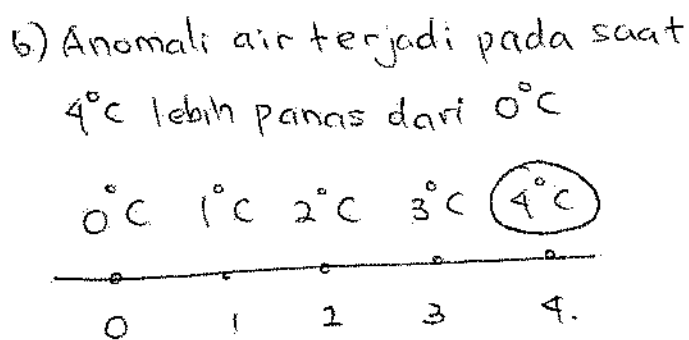 6) Anomali air terjadi pada saat
4°C lebih panas dari 0°C
0°C 1°C 2°C 3°C 4°C
0 1 2 3 4.